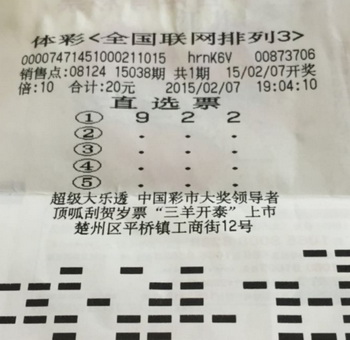 体彩<全国联网排列3>
00007471451000211015 hrnK6V 00873706
销售点:08124 15038期 共1期 15/02/07开奖
倍:10 合计:20元 2015/02/07 19:04:10
直选票
① 9 2 2
② . . .
③ . . .
④ . . .
⑤ . . .
超级大乐透 中国彩市大奖领导者
顶呱刮贺岁票“三羊开泰”上市
楚州区平桥镇工商街12号